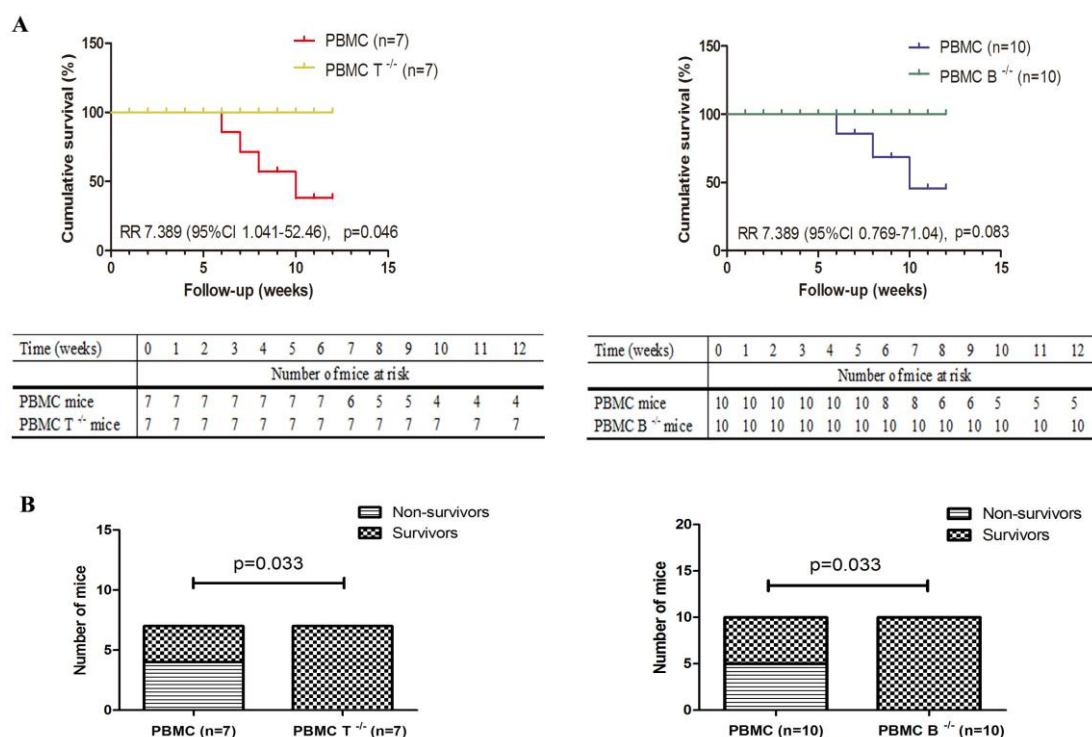 A
PBMC (n=7)
PBMC T -/- (n=7)
Cumulative survival (%)
150
100
50
0
RR 7.389 (95%CI 1.041-52.46), p=0.046
0 5 10 15
Follow-up (weeks)
PBMC (n=10)
PBMC B -/- (n=10)
Cumulative survival (%)
150
100
50
0
RR 7.389 (95%CI 0.769-71.04), p=0.083
0 5 10 15
Follow-up (weeks)
Time (weeks) 0 1 2 3 4 5 6 7 8 9 10 11 12
Number of mice at risk
PBMC mice 7 7 7 7 7 7 7 6 5 5 4 4 4
PBMC T -/- mice 7 7 7 7 7 7 7 7 7 7 7 7 7
Time (weeks) 0 1 2 3 4 5 6 7 8 9 10 11 12
Number of mice at risk
PBMC mice 10 10 10 10 10 10 8 8 6 6 5 5 5
PBMC B -/- mice 10 10 10 10 10 10 10 10 10 10 10 10 10
B
Non-survivors
Survivors
Number of mice
15
10
5
0
p=0.033
PBMC (n=7) PBMC T -/- (n=7)
Non-survivors
Survivors
Number of mice
20
15
10
5
0
p=0.033
PBMC (n=10) PBMC B -/- (n=10)